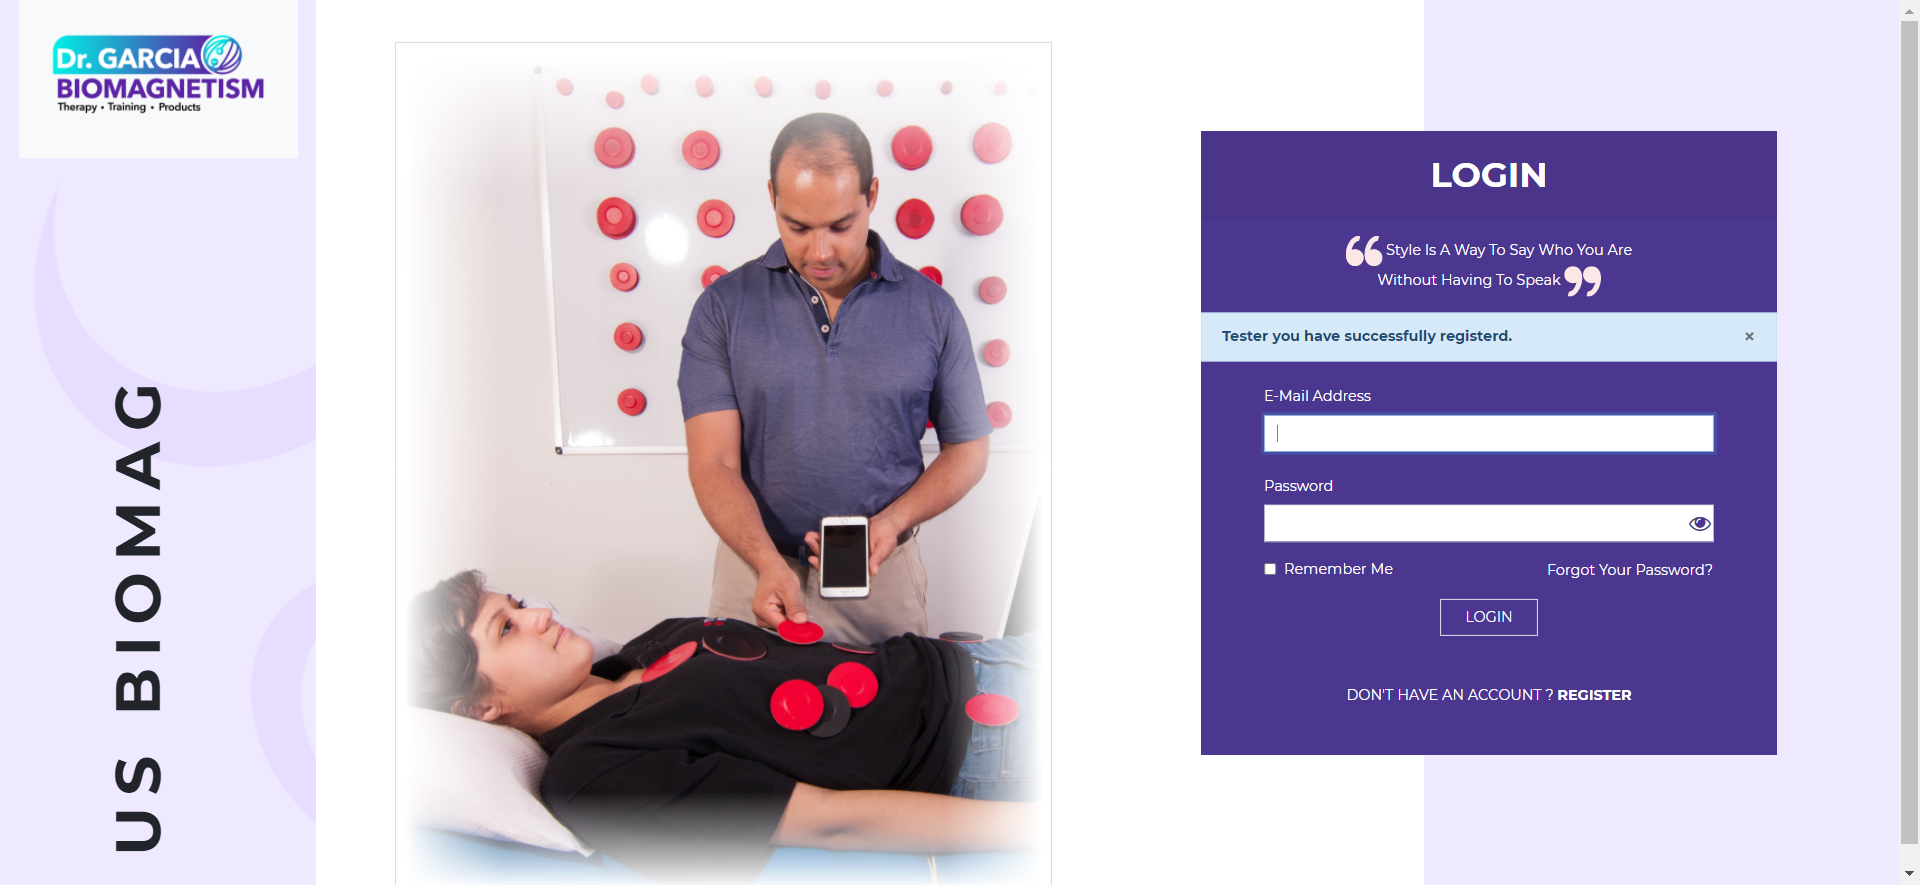 Dr. GARCIA
BIOMAGNETISM
Therapy • Training • Products
US BIOMAG
LOGIN
“ Style Is A Way To Say Who You Are
Without Having To Speak ”
Tester you have successfully registerd.
×
E-Mail Address
Password
Remember Me
Forgot Your Password?
LOGIN
DON'T HAVE AN ACCOUNT ? REGISTER